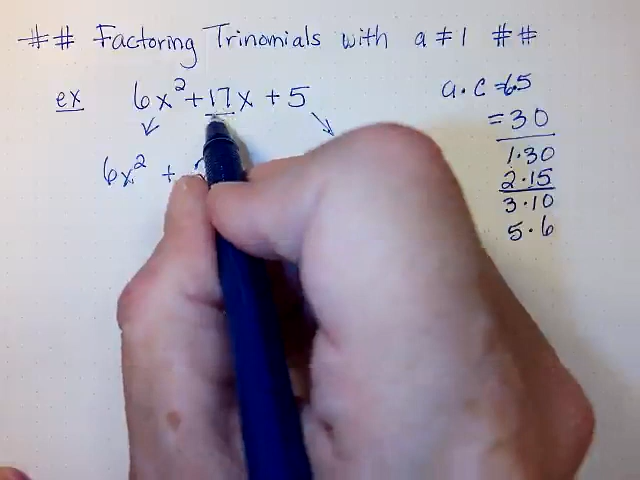 ## Factoring Trinomials with a ≠ 1 ##
ex 6x² + 17x + 5
6x² +
a · c = 6·5
= 30
1 · 30
2 · 15
3 · 10
5 · 6